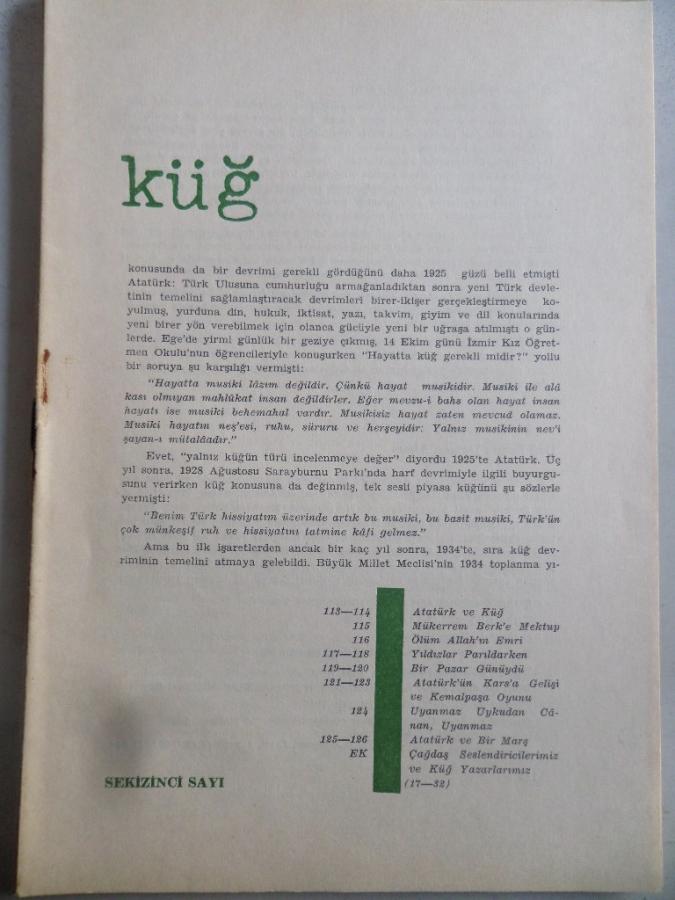 küğ
konusunda da bir devrimi gerekli gördüğünü daha 1925 güzü belli etmişti
Atatürk: Türk Ulusuna cumhurluğu armağanladıktan sonra yeni Türk devle-
tinin temelini sağlamlaştıracak devrimleri birer-ikişer gerçekleştirmeye ko-
yulmuş, yurduna din, hukuk, iktisat, yazı, takvim, giyim ve dil konularında
yeni birer yön verebilmek için olanca gücüyle yeni bir uğraşa atılmıştı o gün-
lerde. Ege'de yirmi günlük bir geziye çıkmış, 14 Ekim günü İzmir Kız Öğret-
men Okulu'nun öğrencileriyle konuşurken "Hayatta küğ gerekli midir?" yollu
bir soruya şu karşılığı vermişti:
"Hayatta musiki lâzım değildir. Çünkü hayat musikidir. Musiki ile alâ
kası olmıyan mahlûkat insan değildirler. Eğer mevzu-i bahs olan hayat insan
hayatı ise musiki behemahal vardır. Musikisiz hayat zaten mevcud olamaz.
Musiki hayatın neş'esi, ruhu, süruru ve herşeyidir: Yalnız musikinin nev'i
şayan-ı mütalâadır."
Evet, "yalnız küğün türü incelenmeye değer" diyordu 1925'te Atatürk. Üç
yıl sonra, 1928 Ağustosu Sarayburnu Parkı'nda harf devrimiyle ilgili buyurgu-
sunu verirken küğ konusuna da değinmiş, tek sesli piyasa küğünü şu sözlerle
yermişti:
"Benim Türk hissiyatım üzerinde artık bu musiki, bu basit musiki, Türk'ün
çok münkeşif ruh ve hissiyatını tatmine kâfi gelmez."
Ama bu ilk işaretlerden ancak bir kaç yıl sonra, 1934'te, sıra küğ dev-
riminin temelini atmaya gelebildi. Büyük Millet Meclisi'nin 1934 toplanma yı-
113—114 Atatürk ve Küğ
115 Mükerrem Berk'e Mektup
116 Ölüm Allah'ın Emri
117—118 Yıldızlar Parıldarken
119—120 Bir Pazar Günüydü
121—123 Atatürk'ün Kars'a Gelişi
ve Kemalpaşa Oyunu
124 Uyanmaz Uykudan Câ-
nan, Uyanmaz
125—126 Atatürk ve Bir Marş
EK Çağdaş Seslendiricilerimiz
ve Küğ Yazarlarımız
(17—32)
SEKİZİNCİ SAYI